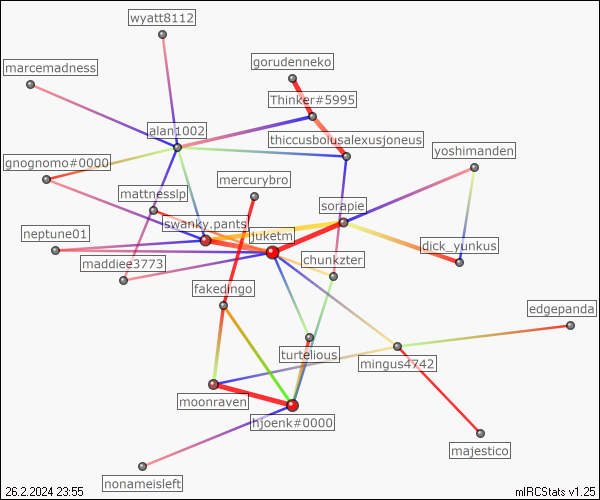 wyatt8112
gorudenneko
marcemadness
Thinker#5995
alan1002
thiccusbolusalexusjoneus
yoshimanden
gnognomo#0000
mercurybro
mattnesslp
sorapie
swanky.pants
neptune01
juketm
dick_yunkus
maddiee3773
chunkzter
fakedingo
edgepanda
turtelious
mingus4742
moonraven
hjoenk#0000
majestico
nonameisleft
26.2.2024 23:55
mIRCStats v1.25